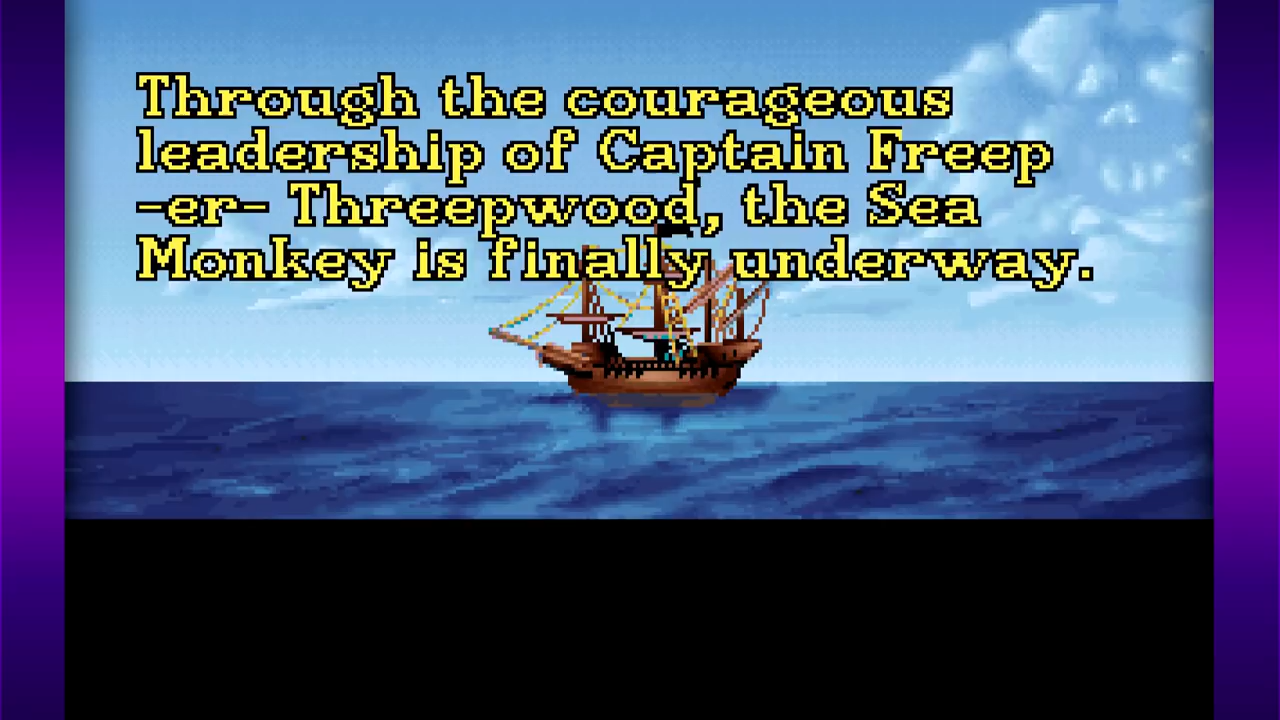 Through the courageous
leadership of Captain Freep
-er- Threepwood, the Sea
Monkey is finally underway.